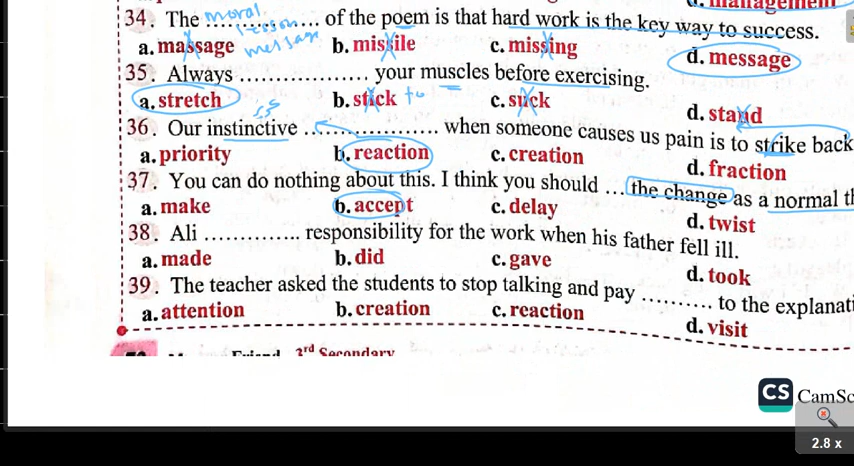 d. management
34. The moral lesson message .................. of the poem is that hard work is the key way to success.
a. massage b. missile c. missing d. message
35. Always .................. your muscles before exercising.
a. stretch b. stick to c. suck d. stand
36. Our instinctive .................. when someone causes us pain is to strike back
a. priority b. reaction c. creation d. fraction
37. You can do nothing about this. I think you should ... the change as a normal
a. make b. accept c. delay d. twist
38. Ali .............. responsibility for the work when his father fell ill.
a. made b. did c. gave d. took
39. The teacher asked the students to stop talking and pay .......... to the
a. attention b. creation c. reaction d. visit
3rd Secondary
CS CamSc
2.8 x